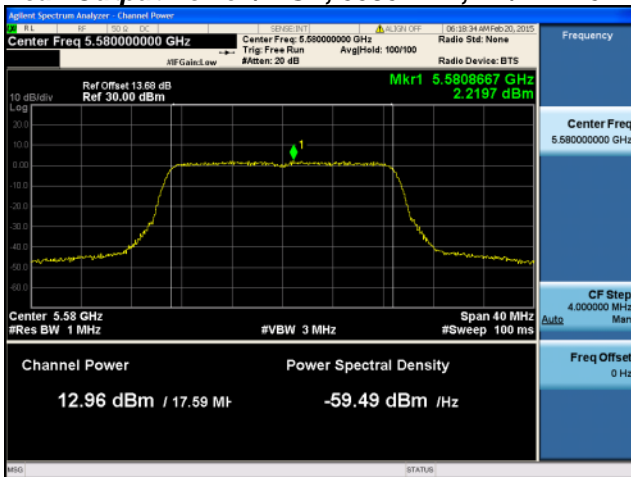 Agilent Spectrum Analyzer - Channel Power
RL RF 50 Ω DC SENSE:INT ALIGN OFF 06:18:34 AM Feb 20, 2015
Center Freq 5.580000000 GHz Center Freq: 5.580000000 GHz Radio Std: None Frequency
Trig: Free Run Avg|Hold: 100/100
#IFGain:Low #Atten: 20 dB Radio Device: BTS
Mkr1 5.5808667 GHz
2.2197 dBm
Ref Offset 13.68 dB
10 dB/div Ref 30.00 dBm
Log
20.0
10.0
0.00
-10.0
-20.0
-30.0
-40.0
-50.0
-60.0
1
Center Freq
5.580000000 GHz
Center 5.58 GHz Span 40 MHz
#Res BW 1 MHz #VBW 3 MHz #Sweep 100 ms
CF Step
4.000000 MHz
Auto Man
Channel Power Power Spectral Density
12.96 dBm / 17.59 MH -59.49 dBm /Hz
Freq Offset
0 Hz
MSG STATUS